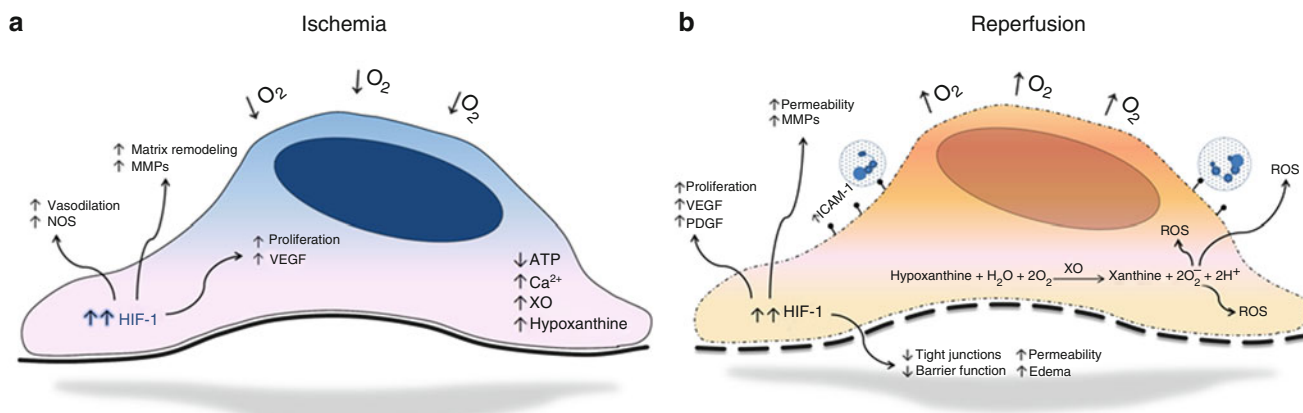 a
Ischemia
↓ O₂
↓ O₂
↓ O₂
↑ Matrix remodeling
↑ MMPs
↑ Vasodilation
↑ NOS
↑ Proliferation
↑ VEGF
↑↑ HIF-1
↓ ATP
↑ Ca²⁺
↑ XO
↑ Hypoxanthine
b
Reperfusion
↑ O₂
↑ O₂
↑ O₂
↑Permeability
↑MMPs
↑Proliferation
↑VEGF
↑PDGF
↑ICAM-1
ROS
ROS
XO
Hypoxanthine + H₂O + 2O₂ → Xanthine + 2O₂⁻ + 2H⁺
ROS
↑↑ HIF-1
↓ Tight junctions ↑ Permeability
↓ Barrier function ↑ Edema